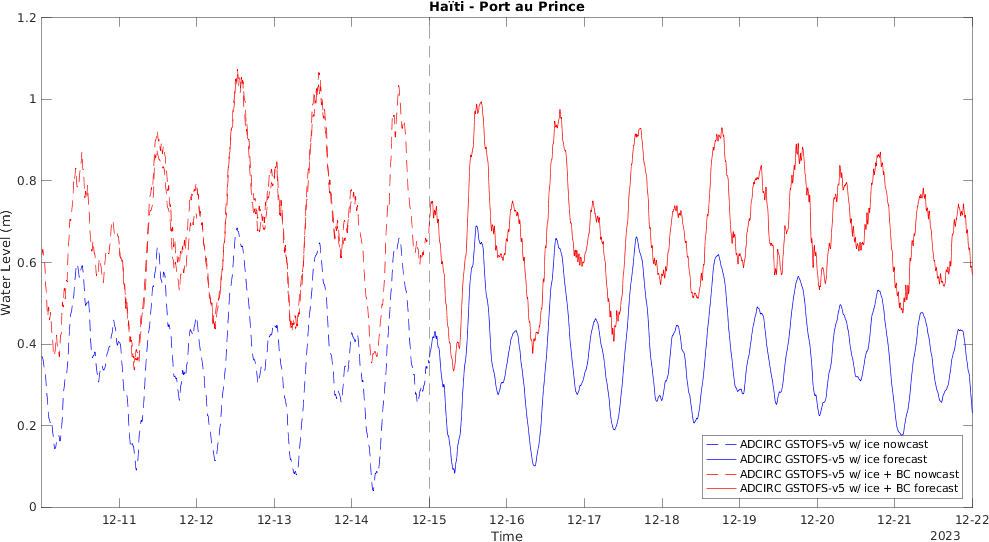 Haïti - Port au Prince
Water Level (m)
1.2
1
0.8
0.6
0.4
0.2
0
12-11
12-12
12-13
12-14
12-15
12-16
12-17
12-18
12-19
12-20
12-21
12-22
Time
2023
ADCIRC GSTOFS-v5 w/ ice nowcast
ADCIRC GSTOFS-v5 w/ ice forecast
ADCIRC GSTOFS-v5 w/ ice + BC nowcast
ADCIRC GSTOFS-v5 w/ ice + BC forecast